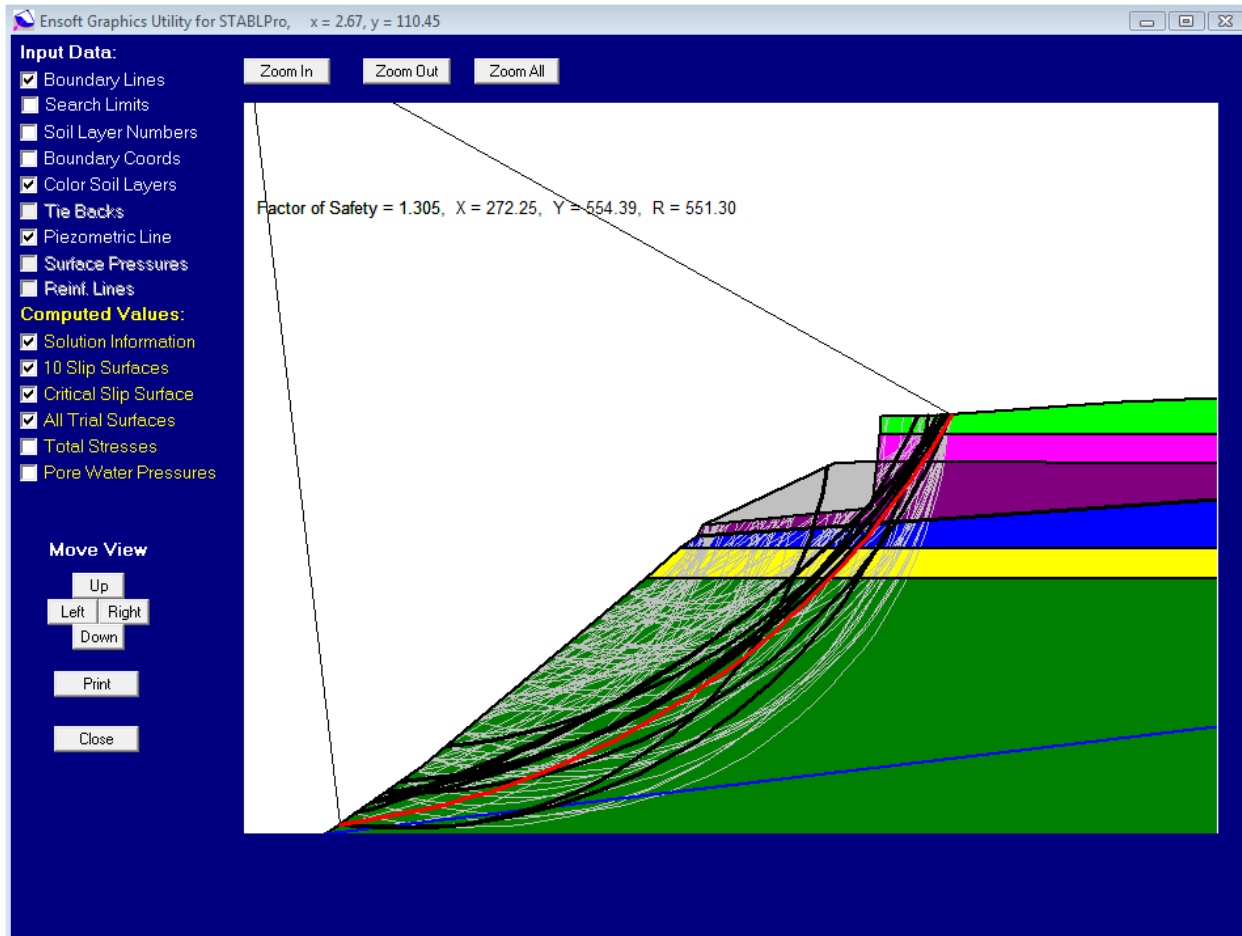 Ensoft Graphics Utility for STABLPro, x = 2.67, y = 110.45
Input Data:
Boundary Lines
Search Limits
Soil Layer Numbers
Boundary Coords
Color Soil Layers
Tie Backs
Piezometric Line
Surface Pressures
Reinf. Lines
Computed Values:
Solution Information
10 Slip Surfaces
Critical Slip Surface
All Trial Surfaces
Total Stresses
Pore Water Pressures
Move View
Up
Left Right
Down
Print
Close
Zoom In Zoom Out Zoom All
Factor of Safety = 1.305, X = 272.25, Y = 554.39, R = 551.30